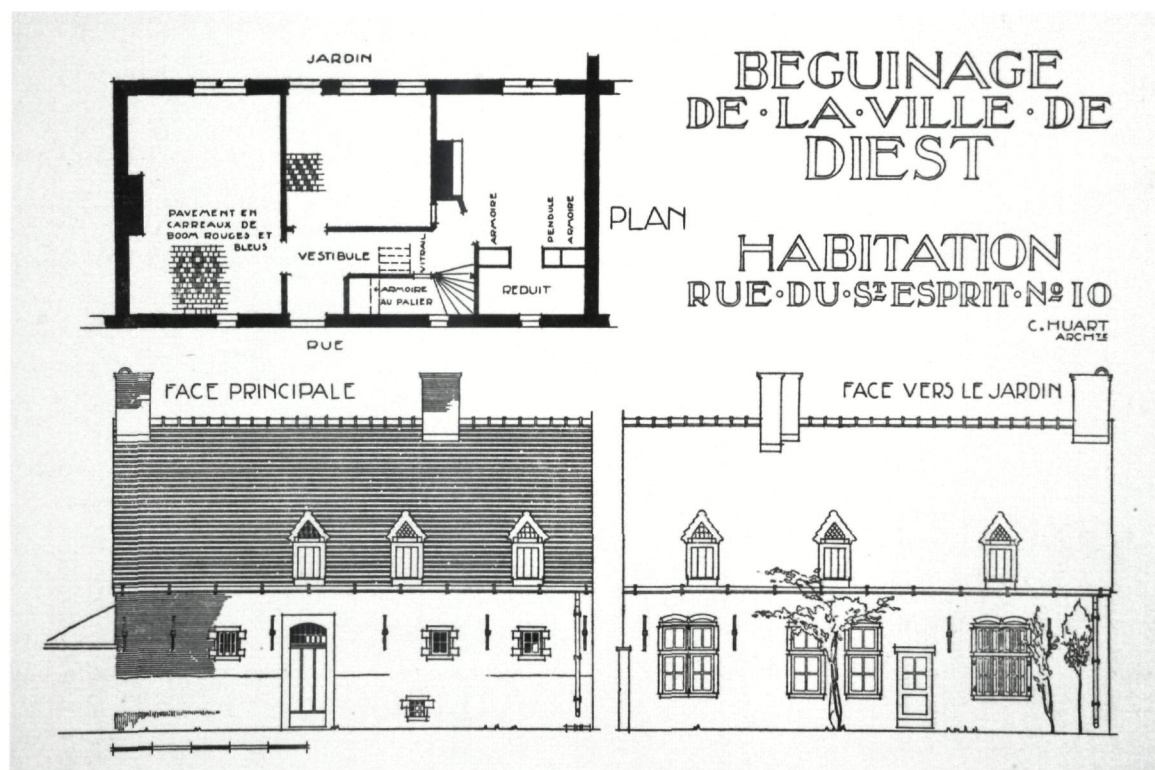 JARDIN
BEGUINAGE
DE·LA·VILLE·DE
DIEST
PAVEMENT EN
CARREAUX DE
BOOM ROUGES ET
BLEUS
VESTIBULE
VITRAIL
ARMOIRE
PENDULE
ARMOIRE
ARMOIRE
AU PALIER
REDUIT
PLAN
HABITATION
RUE·DU·ST ESPRIT·No 10
C. HUART
ARCHTE
RUE
FACE PRINCIPALE
FACE VERS LE JARDIN